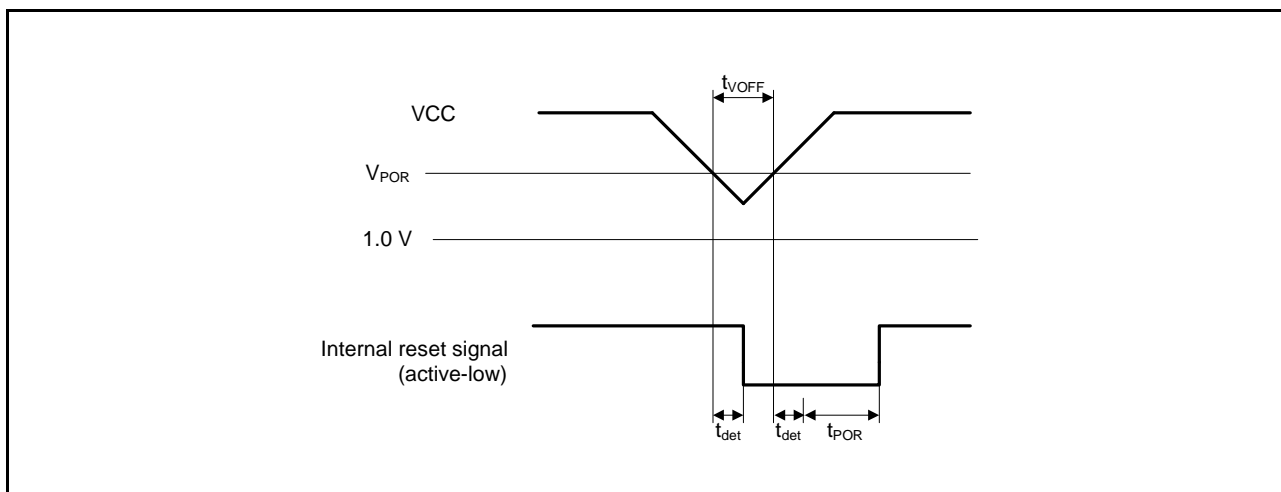 tVOFF
VCC
VPOR
1.0 V
Internal reset signal
(active-low)
tdet
tdet
tPOR